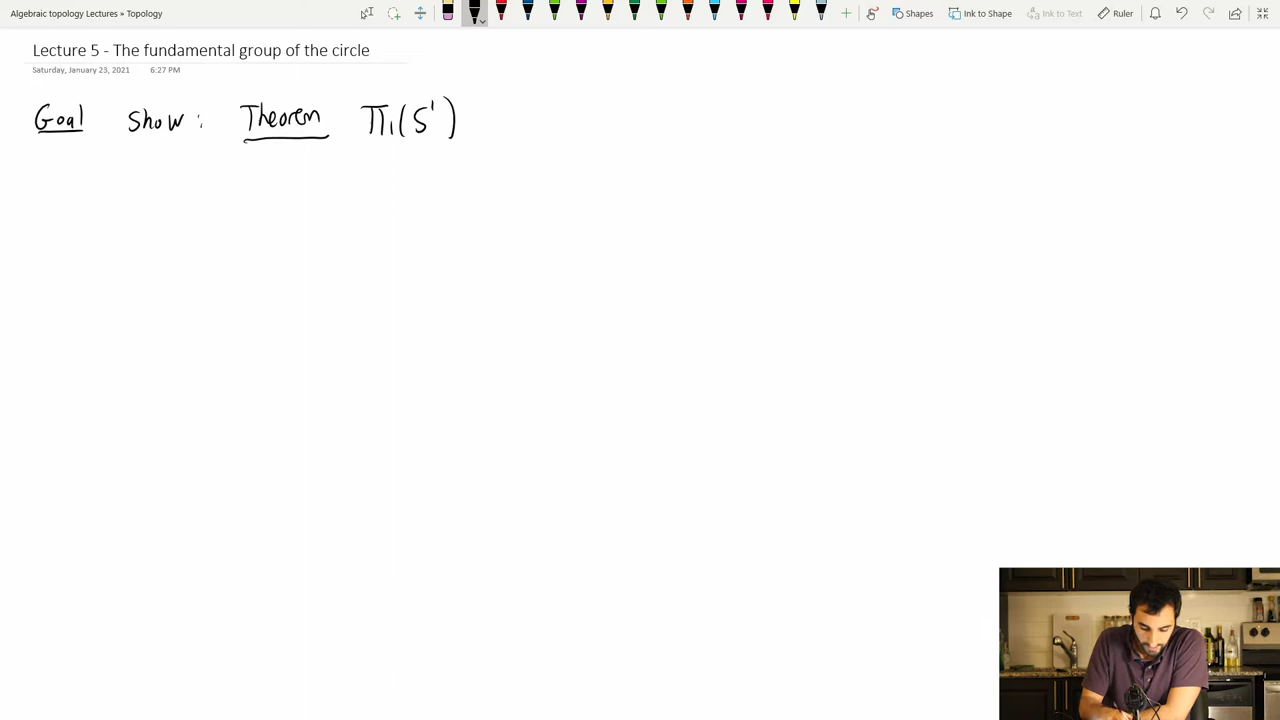 Algebraic topology Lectures » Topology
Shapes Ink to Shape Ink to Text Ruler
Lecture 5 - The fundamental group of the circle
Saturday, January 23, 2021 6:27 PM
Goal Show: Theorem π₁(S¹)